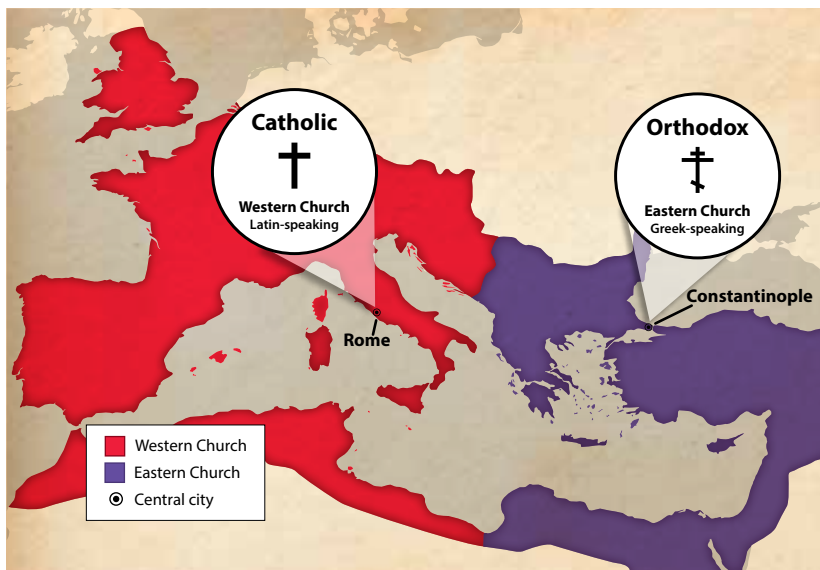 Catholic
Western Church
Latin-speaking
Orthodox
Eastern Church
Greek-speaking
Constantinople
Rome
Western Church
Eastern Church
Central city